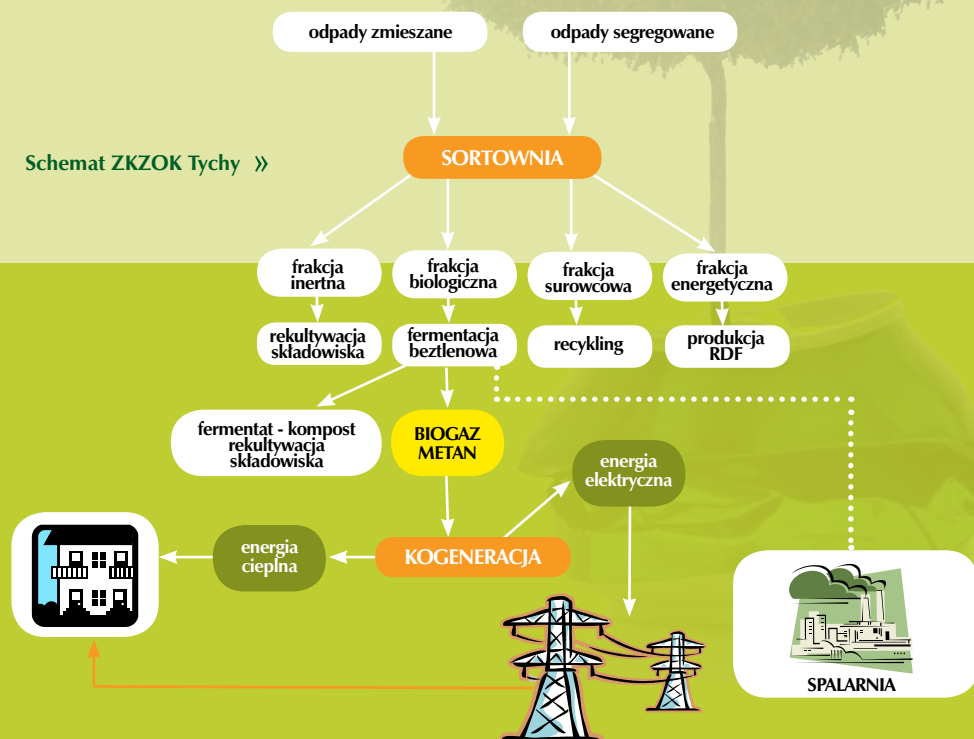 odpady zmieszane
odpady segregowane
Schemat ZKZOK Tychy »
SORTOWNIA
frakcja
inertna
frakcja
biologiczna
frakcja
surowcowa
frakcja
energetyczna
rekultywacja
składowiska
fermentacja
beztlenowa
recykling
produkcja
RDF
fermentat - kompost
rekultywacja
składowiska
BIOGAZ
METAN
energia
elektryczna
energia
cieplna
KOGENERACJA
SPALARNIA